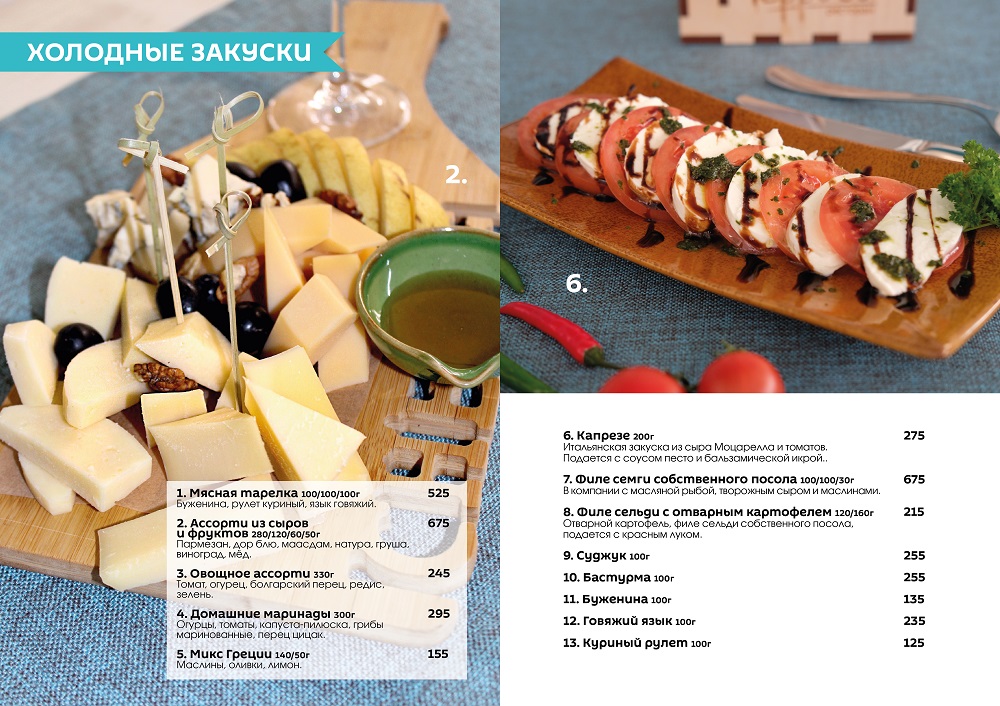 ХОЛОДНЫЕ ЗАКУСКИ
2.
6.
1. Мясная тарелка 100/100/100г 525
Буженина, рулет куриный, язык говяжий.
2. Ассорти из сыров 675
и фруктов 280/120/60/50г
Пармезан, дор блю, маасдам, натура, груша,
виноград, мёд.
3. Овощное ассорти 330г 245
Томат, огурец, болгарский перец, редис,
зелень.
4. Домашние маринады 300г 295
Огурцы, томаты, капуста-пилюска, грибы
маринованные, перец цицак.
5. Микс Греции 140/50г 155
Маслины, оливки, лимон.
6. Капрезе 200г 275
Итальянская закуска из сыра Моцарелла и томатов.
Подается с соусом песто и бальзамической икрой..
7. Филе семги собственного посола 100/100/30г 675
В компании с масляной рыбой, творожным сыром и маслинами.
8. Филе сельди с отварным картофелем 120/160г 215
Отварной картофель, филе сельди собственного посола,
подается с красным луком.
9. Суджук 100г 255
10. Бастурма 100г 255
11. Буженина 100г 135
12. Говяжий язык 100г 235
13. Куриный рулет 100г 125